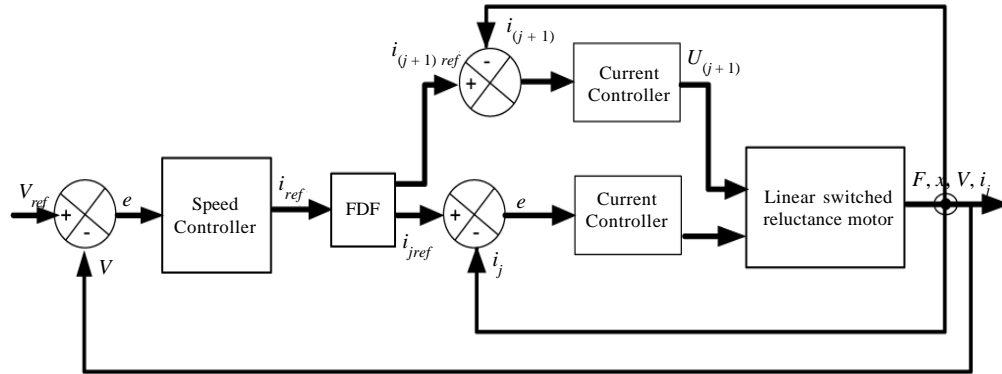 i(j + 1)
-
i(j + 1) ref
+
Current
Controller
U(j + 1)
Vref
+
-
e
V
Speed
Controller
iref
FDF
ijref
+
-
e
ij
Current
Controller
Linear switched
reluctance motor
F, x, V, ij